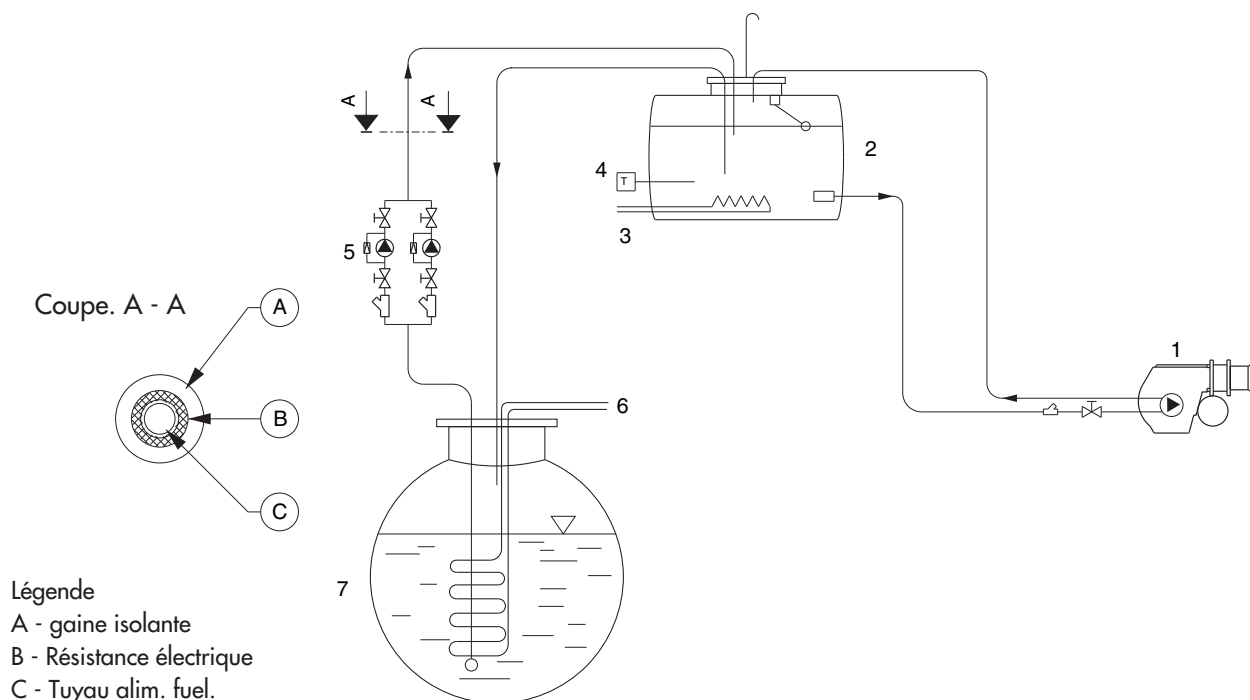 A
A
2
4
T
3
5
Coupe. A - A
A
1
B
6
C
7
Légende
A - gaine isolante
B - Résistance électrique
C - Tuyau alim. fuel.